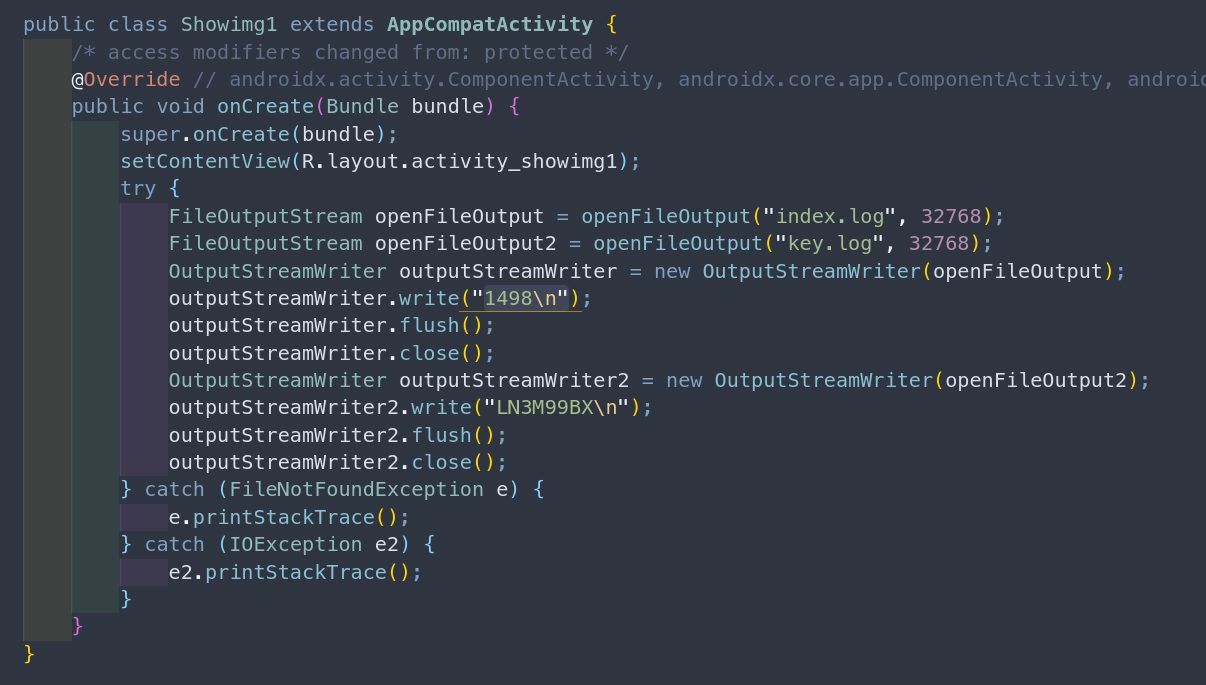 public class Showimg1 extends AppCompatActivity {
    /* access modifiers changed from: protected */
    @Override // androidx.activity.ComponentActivity, androidx.core.app.ComponentActivity,
    public void onCreate(Bundle bundle) {
        super.onCreate(bundle);
        setContentView(R.layout.activity_showimg1);
        try {
            FileOutputStream openFileOutput = openFileOutput("index.log", 32768);
            FileOutputStream openFileOutput2 = openFileOutput("key.log", 32768);
            OutputStreamWriter outputStreamWriter = new OutputStreamWriter(openFileOutput);
            outputStreamWriter.write("1498\n");
            outputStreamWriter.flush();
            outputStreamWriter.close();
            OutputStreamWriter outputStreamWriter2 = new OutputStreamWriter(openFileOutput2);
            outputStreamWriter2.write("LN3M99BX\n");
            outputStreamWriter2.flush();
            outputStreamWriter2.close();
        } catch (FileNotFoundException e) {
            e.printStackTrace();
        } catch (IOException e2) {
            e2.printStackTrace();
        }
    }
}